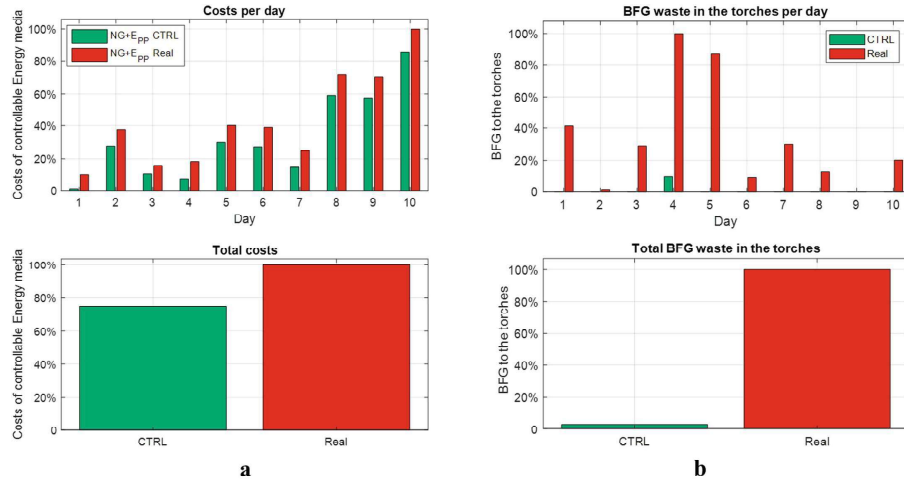 Costs per day
Costs of controllable Energy media
100%
80%
60%
40%
20%
0
NG+E_PP CTRL
NG+E_PP Real
1 2 3 4 5 6 7 8 9 10
Day
BFG waste in the torches per day
BFG to the torches
100%
80%
60%
40%
20%
0
CTRL
Real
1 2 3 4 5 6 7 8 9 10
Day
Total costs
Costs of controllable Energy media
100%
80%
60%
40%
20%
0
CTRL Real
a
Total BFG waste in the torches
BFG to the torches
100%
80%
60%
40%
20%
0
CTRL Real
b